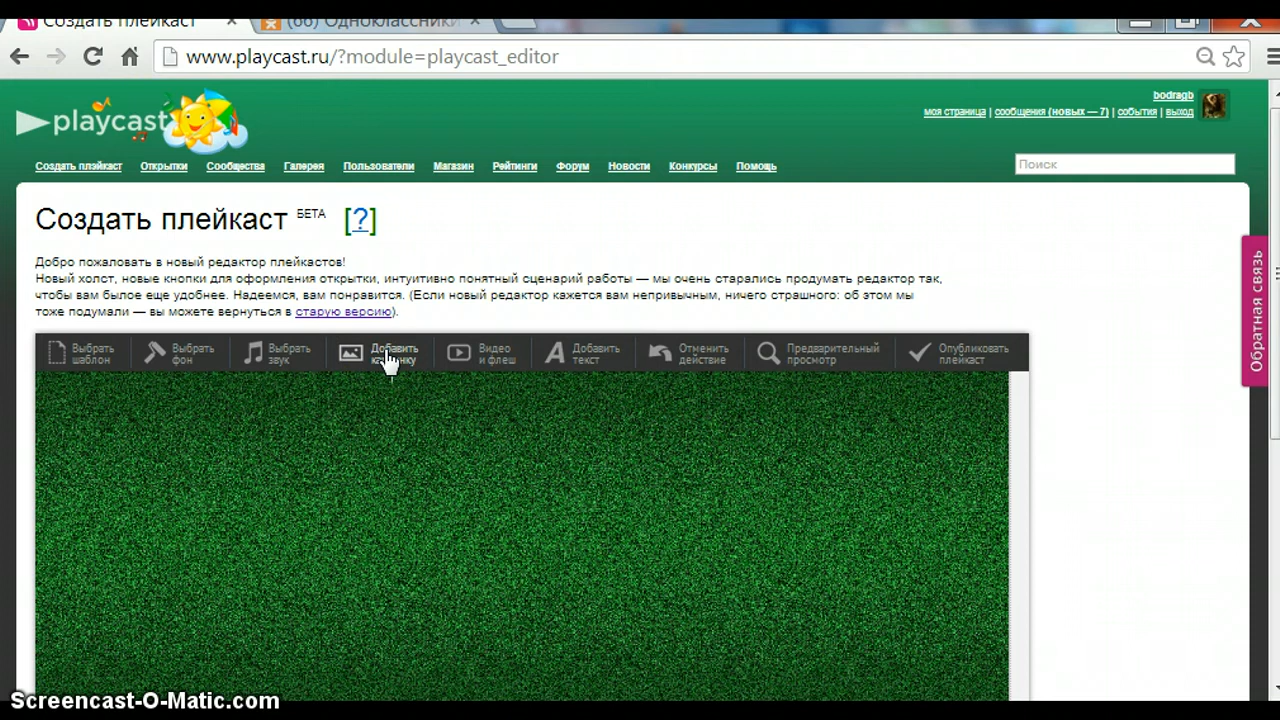 Создать плейкаст
(66) Одноклассники
www.playcast.ru/?module=playcast_editor
playcast
bodragb
моя страница | сообщения (новых — 7) | события | выход
Создать плэйкаст Открытки Сообщества Галерея Пользователи Магазин Рейтинги Форум Новости Конкурсы Помощь
Поиск
Создать плейкаст БЕТА [?]
Добро пожаловать в новый редактор плейкастов!
Новый холст, новые кнопки для оформления открытки, интуитивно понятный сценарий работы — мы очень старались продумать редактор так,
чтобы вам былое еще удобнее. Надеемся, вам понравится. (Если новый редактор кажется вам непривычным, ничего страшного: об этом мы
тоже подумали — вы можете вернуться в старую версию).
Обратная связь
Выбрать шаблон
Выбрать фон
Выбрать звук
Добавить картинку
Видео и флеш
Добавить текст
Отменить действие
Предварительный просмотр
Опубликовать плейкаст
Screencast-O-Matic.com